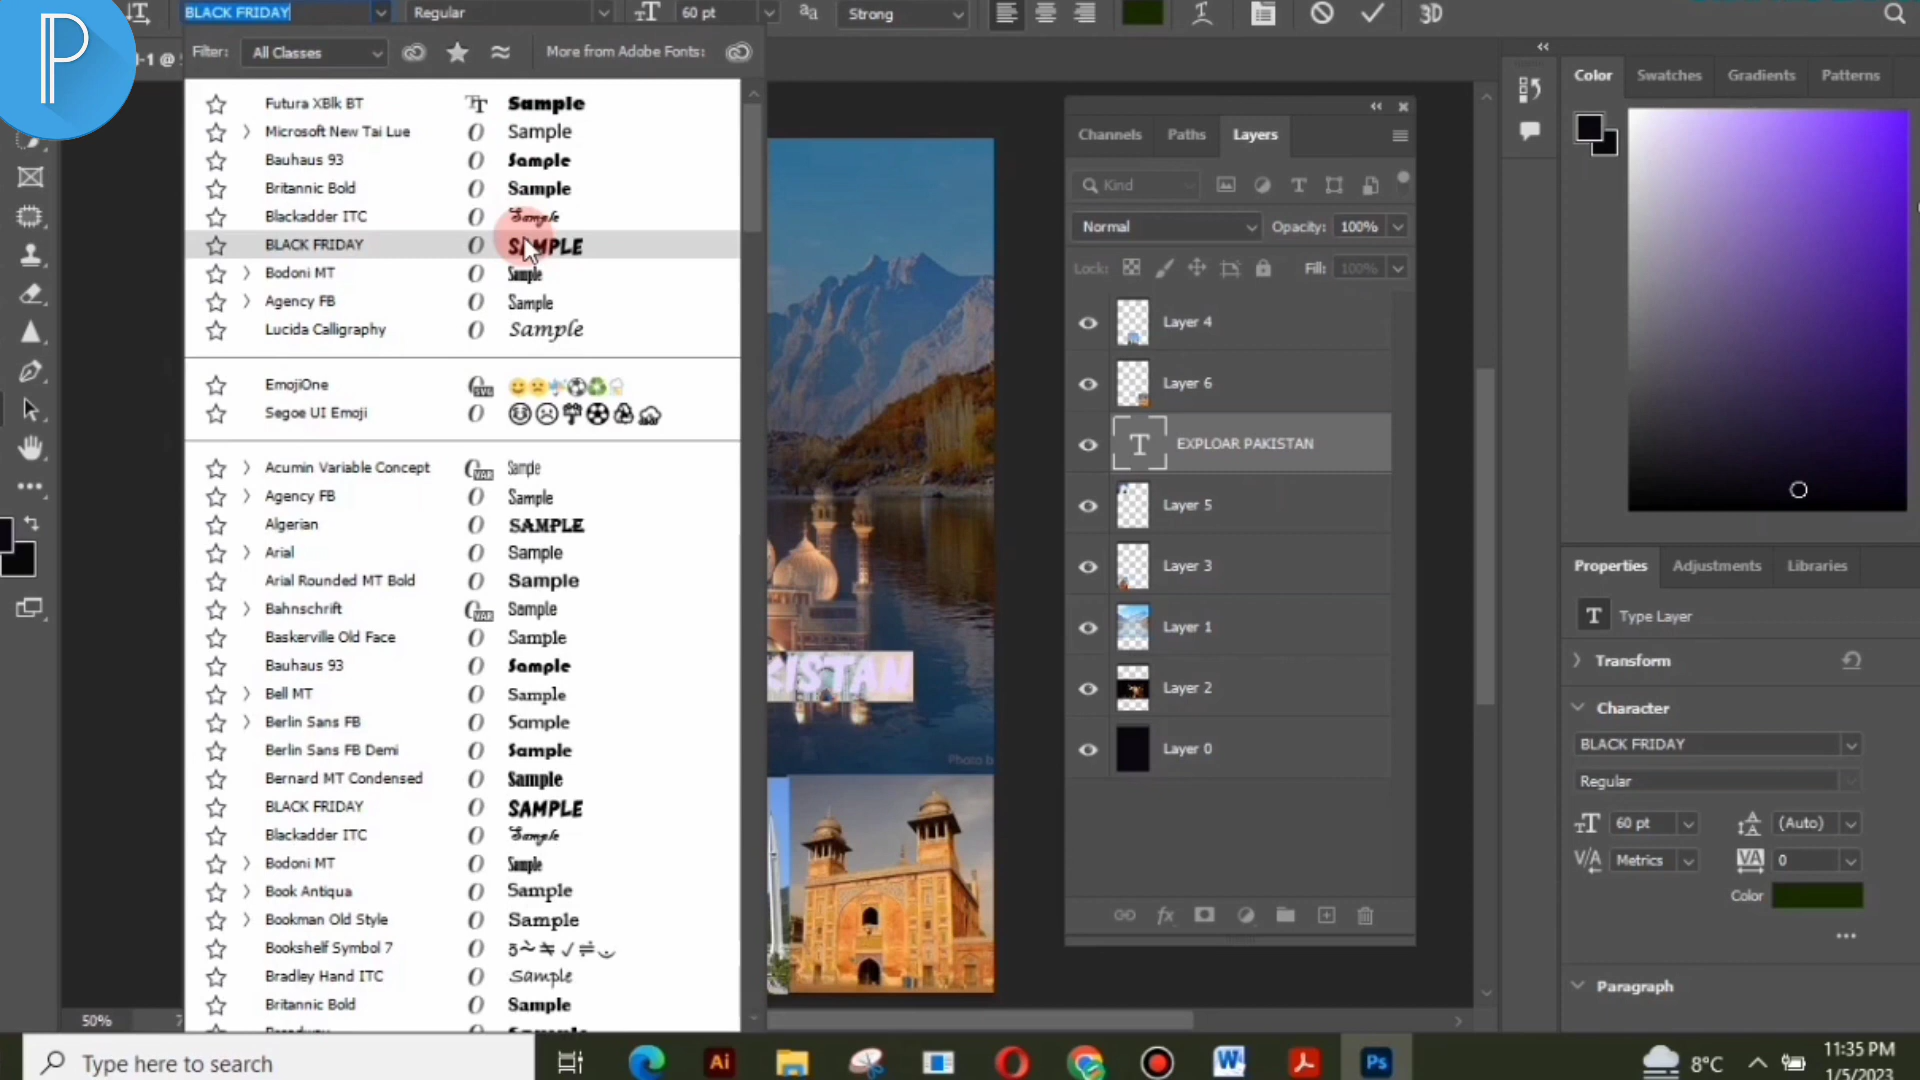 BLACK FRIDAY Regular 60 pt aa Strong 3D
Filter: All Classes More from Adobe Fonts:
Futura XBlk BT Sample
Microsoft New Tai Lue Sample
Bauhaus 93 Sample
Britannic Bold Sample
Blackadder ITC Sample
BLACK FRIDAY SAMPLE
Bodoni MT Sample
Agency FB Sample
Lucida Calligraphy Sample
EmojiOne
Segoe UI Emoji
Acumin Variable Concept Sample
Agency FB Sample
Algerian SAMPLE
Arial Sample
Arial Rounded MT Bold Sample
Bahnschrift Sample
Baskerville Old Face Sample
Bauhaus 93 Sample
Bell MT Sample
Berlin Sans FB Sample
Berlin Sans FB Demi Sample
Bernard MT Condensed Sample
BLACK FRIDAY SAMPLE
Blackadder ITC Sample
Bodoni MT Sample
Book Antiqua Sample
Bookman Old Style Sample
Bookshelf Symbol 7
Bradley Hand ITC Sample
Britannic Bold Sample
KISTAN
Photo b
Channels Paths Layers
Kind
Normal Opacity: 100%
Lock: Fill: 100%
Layer 4
Layer 6
T EXPLOAR PAKISTAN
Layer 5
Layer 3
Layer 1
Layer 2
Layer 0
fx
Color Swatches Gradients Patterns
Properties Adjustments Libraries
T Type Layer
Transform
Character
BLACK FRIDAY
Regular
60 pt (Auto)
Metrics 0
Color
Paragraph
50%
Type here to search
Ai W Ps
8°C
11:35 PM
1/5/2023